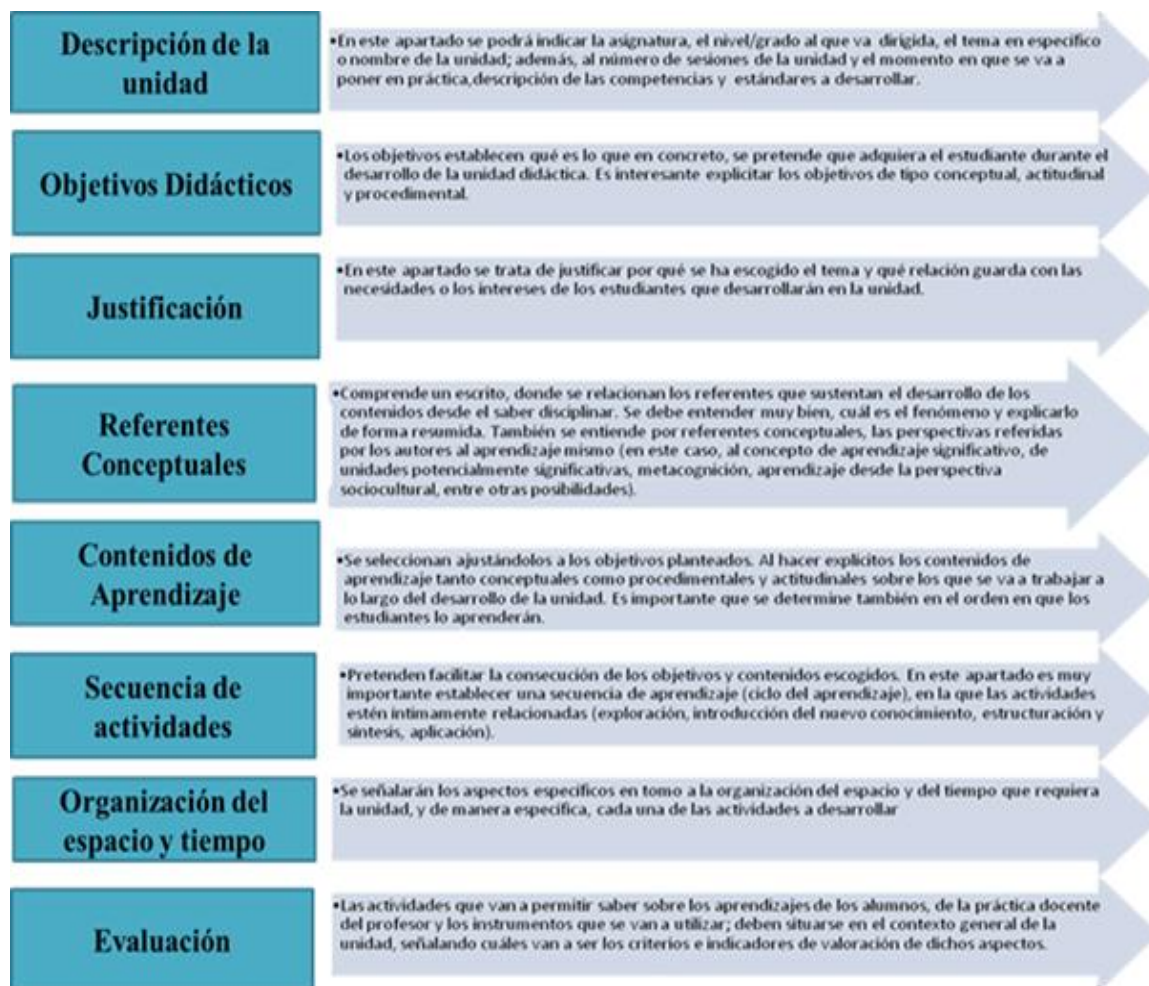 Descripción de la
unidad
•En este apartado se podrá indicar la asignatura, el nivel/grado al que va dirigida, el tema en específico
o nombre de la unidad; además, al número de sesiones de la unidad y el momento en que se va a
poner en práctica,descripción de las competencias y estándares a desarrollar.
Objetivos Didácticos
•Los objetivos establecen qué es lo que en concreto, se pretende que adquiera el estudiante durante el
desarrollo de la unidad didáctica. Es interesante explicitar los objetivos de tipo conceptual, actitudinal
y procedimental.
Justificación
•En este apartado se trata de justificar por qué se ha escogido el tema y qué relación guarda con las
necesidades o los intereses de los estudiantes que desarrollarán en la unidad.
Referentes
Conceptuales
•Comprende un escrito, donde se relacionan los referentes que sustentan el desarrollo de los
contenidos desde el saber disciplinar. Se debe entender muy bien, cuál es el fenómeno y explicarlo
de forma resumida. También se entiende por referentes conceptuales, las perspectivas referidas
por los autores al aprendizaje mismo (en este caso, al concepto de aprendizaje significativo, de
unidades potencialmente significativas, metacognición, aprendizaje desde la perspectiva
sociocultural, entre otras posibilidades).
Contenidos de
Aprendizaje
•Se seleccionan ajustándolos a los objetivos planteados. Al hacer explícitos los contenidos de
aprendizaje tanto conceptuales como procedimentales y actitudinales sobre los que se va a trabajar a
lo largo del desarrollo de la unidad. Es importante que se determine también en el orden en que los
estudiantes lo aprenderán.
Secuencia de
actividades
•Pretenden facilitar la consecución de los objetivos y contenidos escogidos. En este apartado es muy
importante establecer una secuencia de aprendizaje (ciclo del aprendizaje), en la que las actividades
estén íntimamente relacionadas (exploración, introducción del nuevo conocimiento, estructuración y
síntesis, aplicación).
Organización del
espacio y tiempo
•Se señalarán los aspectos específicos en torno a la organización del espacio y del tiempo que requiera
la unidad, y de manera específica, cada una de las actividades a desarrollar
Evaluación
•Las actividades que van a permitir saber sobre los aprendizajes de los alumnos, de la práctica docente
del profesor y los instrumentos que se van a utilizar; deben situarse en el contexto general de la
unidad, señalando cuáles van a ser los criterios e indicadores de valoración de dichos aspectos.